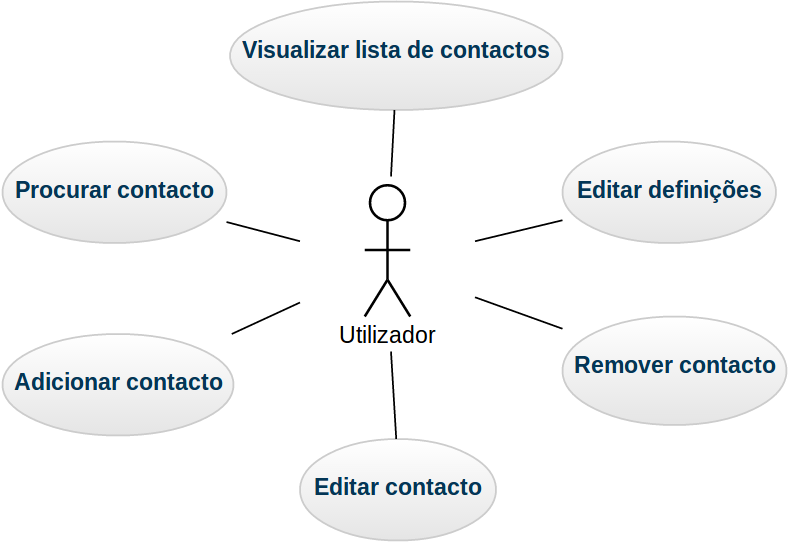 Visualizar lista de contactos
Procurar contacto
Editar definições
Utilizador
Remover contacto
Adicionar contacto
Editar contacto